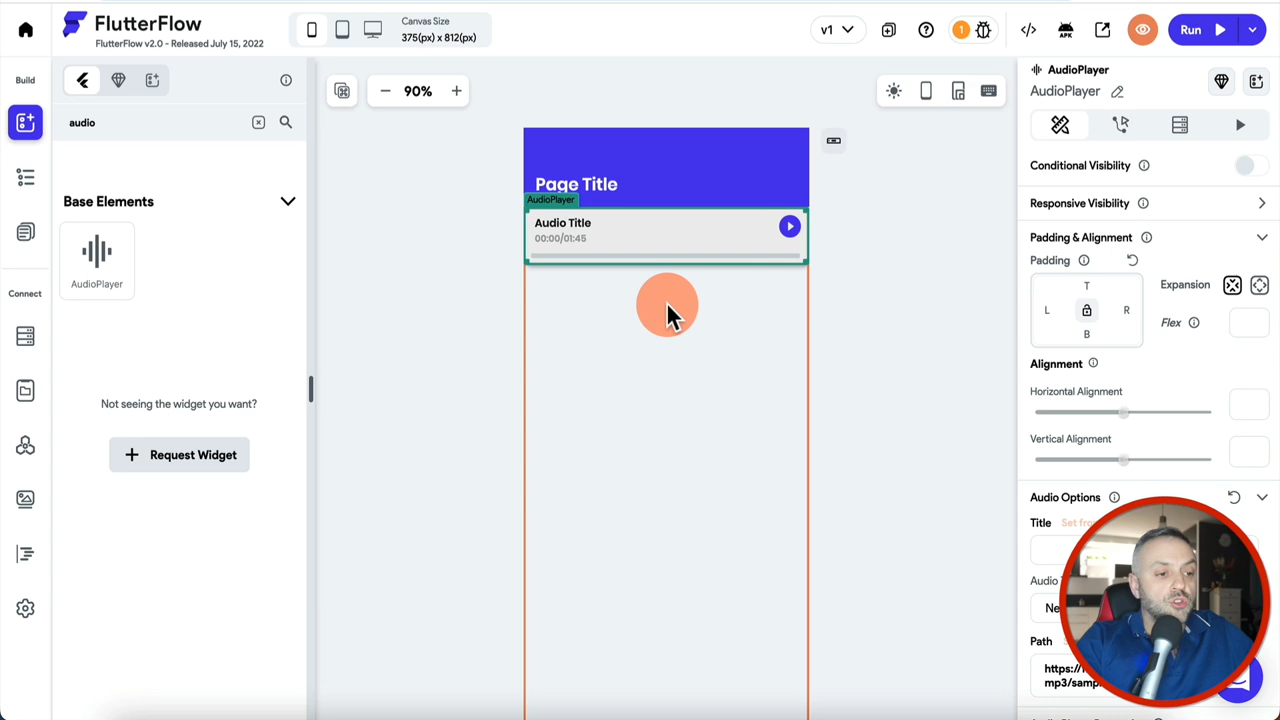 FlutterFlow
FlutterFlow v2.0 - Released July 15, 2022
Canvas Size
375(px) x 812(px)
v1
1
APK
Run
Build
Connect
audio
Base Elements
AudioPlayer
Not seeing the widget you want?
+ Request Widget
90%
Page Title
AudioPlayer
Audio Title
00:00/01:45
AudioPlayer
AudioPlayer
Conditional Visibility
Responsive Visibility
Padding & Alignment
Padding
Expansion
T
L
R
B
Flex
Alignment
Horizontal Alignment
Vertical Alignment
Audio Options
Title
Set
Audio
Path